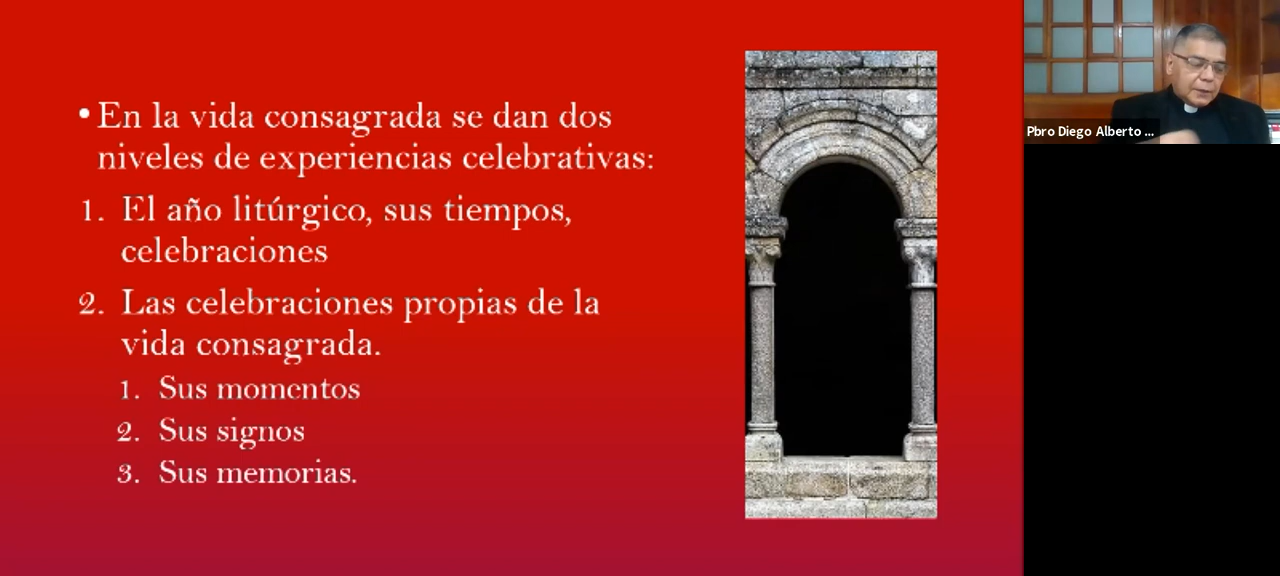 • En la vida consagrada se dan dos
niveles de experiencias celebrativas:
1. El año litúrgico, sus tiempos,
celebraciones
2. Las celebraciones propias de la
vida consagrada.
1. Sus momentos
2. Sus signos
3. Sus memorias.
Pbro Diego Alberto ...